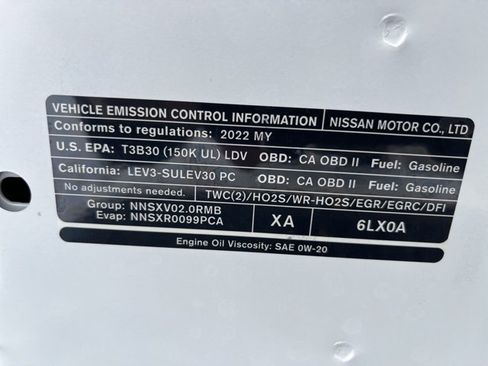 VEHICLE EMISSION CONTROL INFORMATION NISSAN MOTOR CO., LTD
Conforms to regulations: 2022 MY
U.S. EPA: T3B30 (150K UL) LDV OBD: CA OBD II Fuel: Gasoline
California: LEV3-SULEV30 PC OBD: CA OBD II Fuel: Gasoline
No adjustments needed. TWC(2)/HO2S/WR-HO2S/EGR/EGRC/DFI
Group: NNSXV02.0RMB
Evap: NNSXR0099PCA
XA
6LX0A
Engine Oil Viscosity: SAE 0W-20